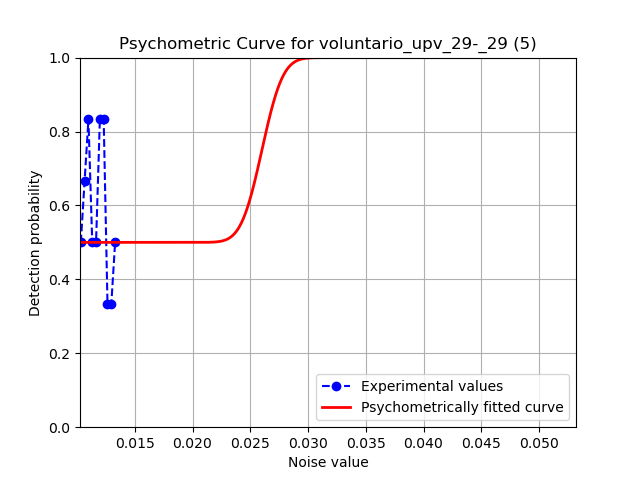 Psychometric Curve for voluntario_upv_29-_29 (5)
1.0
0.8
0.6
0.4
0.2
0.0
Detection probability
0.015 0.020 0.025 0.030 0.035 0.040 0.045 0.050
Noise value
Experimental values
Psychometrically fitted curve